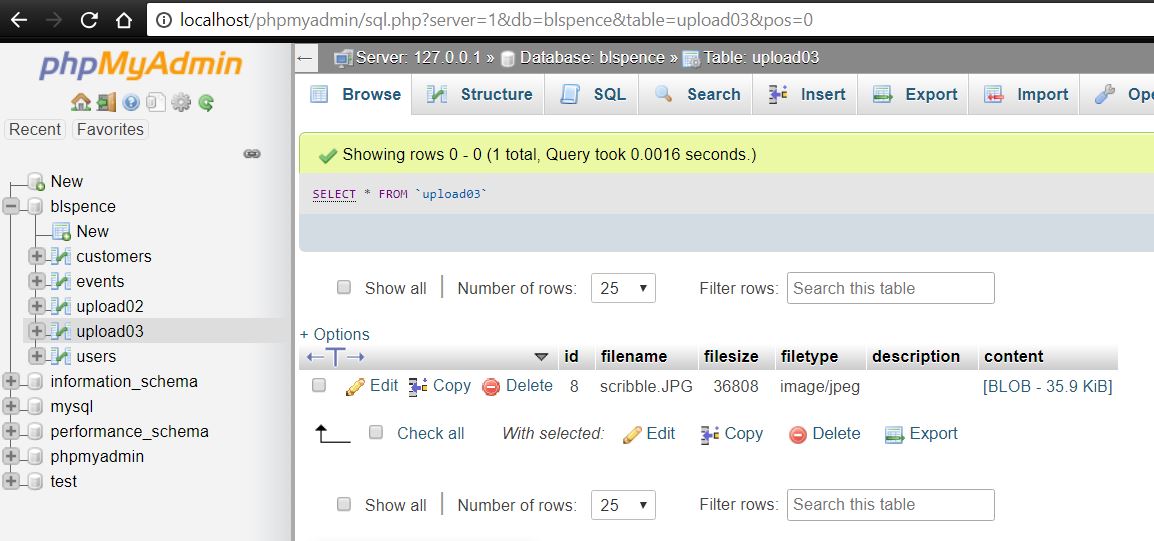 localhost/phpmyadmin/sql.php?server=1&db=blspence&table=upload03&pos=0
phpMyAdmin
Recent Favorites
New
blspence
New
customers
events
upload02
upload03
users
information_schema
mysql
performance_schema
phpmyadmin
test
Server: 127.0.0.1 » Database: blspence » Table: upload03
Browse Structure SQL Search Insert Export Import
Showing rows 0 - 0 (1 total, Query took 0.0016 seconds.)
SELECT * FROM `upload03`
Show all Number of rows: 25 Filter rows: Search this table
+ Options
id filename filesize filetype description content
Edit Copy Delete 8 scribble.JPG 36808 image/jpeg [BLOB - 35.9 KiB]
Check all With selected: Edit Copy Delete Export
Show all Number of rows: 25 Filter rows: Search this table